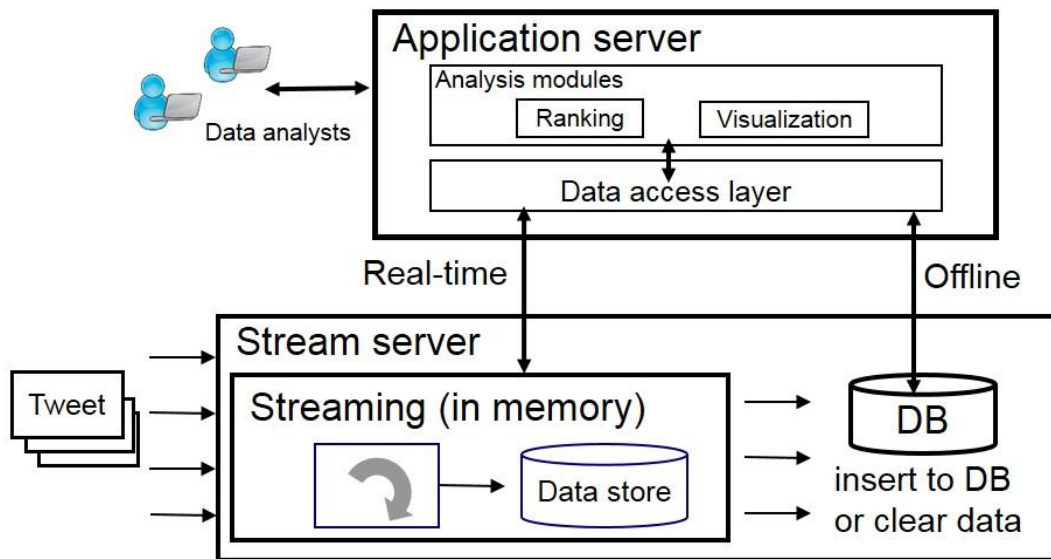 Application server
Analysis modules
Ranking
Visualization
Data analysts
Data access layer
Real-time
Offline
Stream server
Tweet
Streaming (in memory)
Data store
DB
insert to DB
or clear data